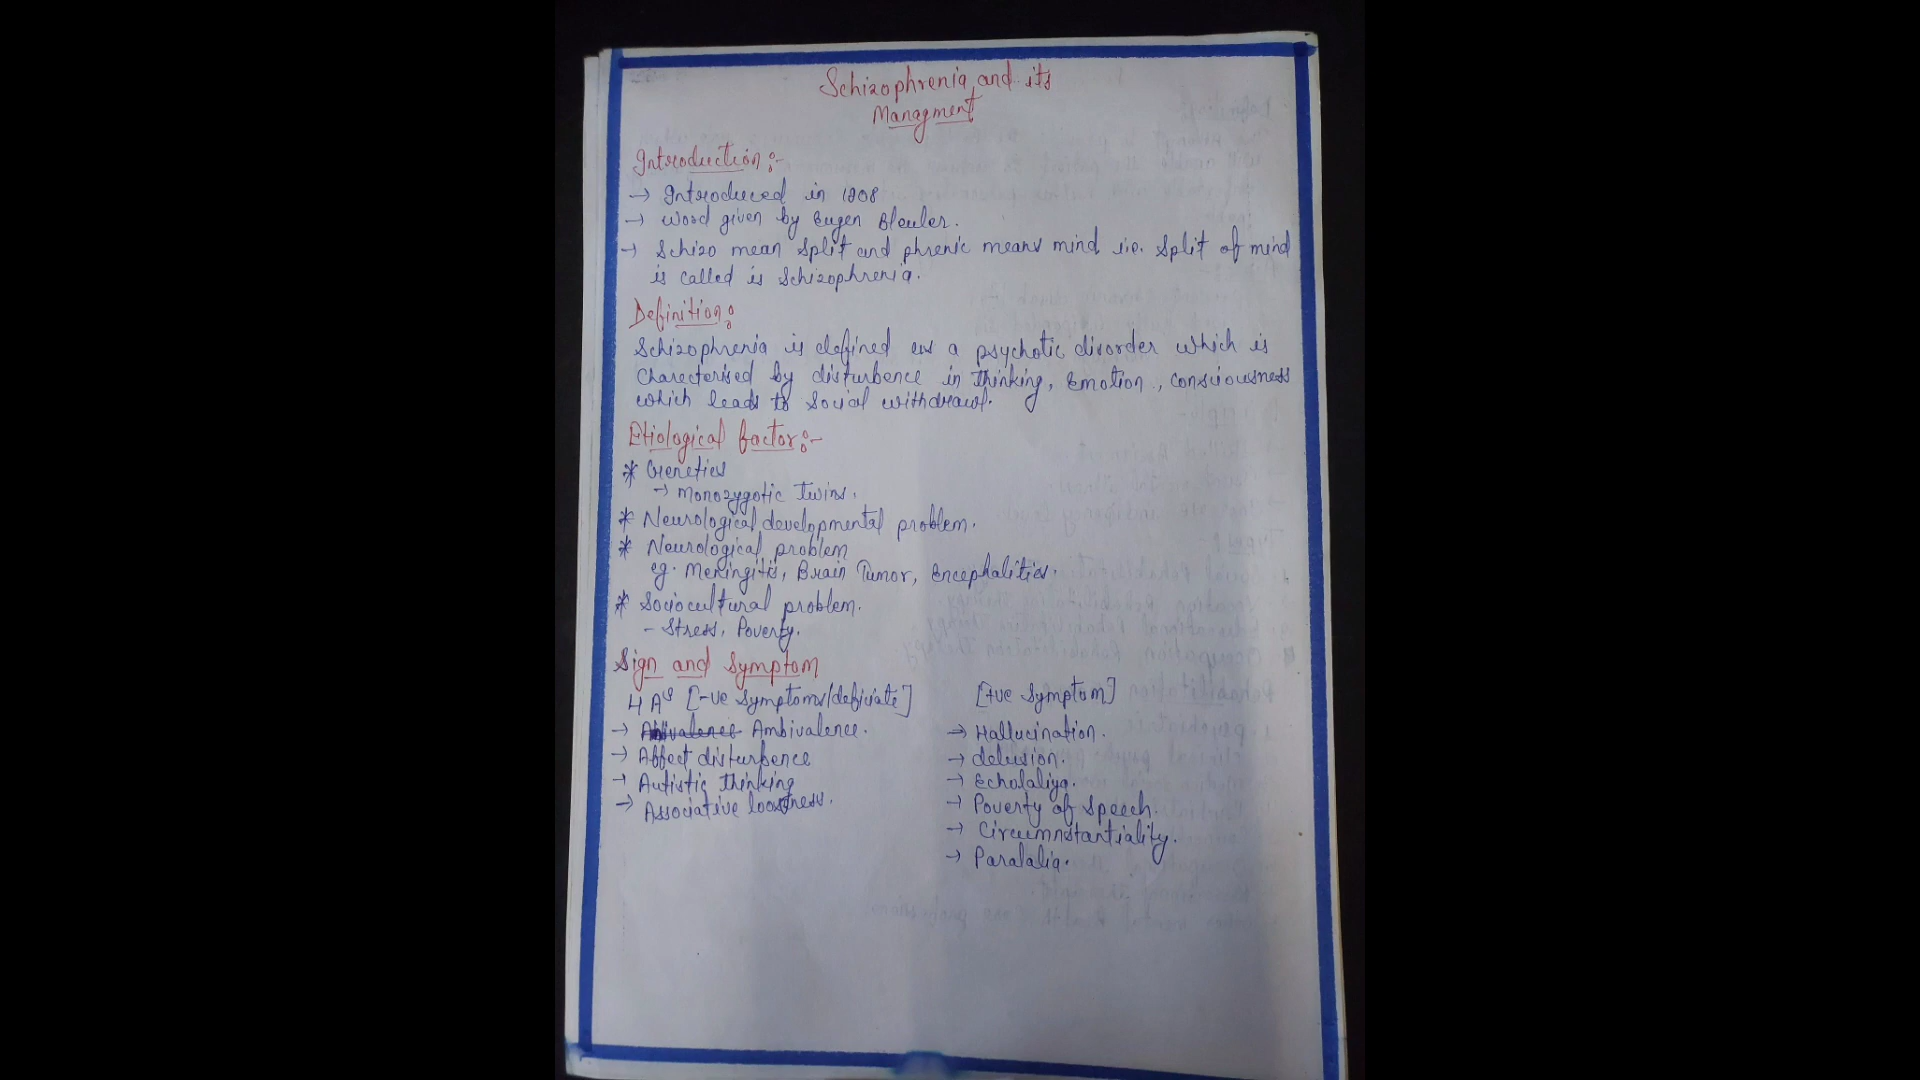 Schizophrenia and its
Managment
Introduction :-
→ Introduced in 1908
→ Word given by Eugen Bleuler.
→ Schizo mean split and phrenic means mind i.e. split of mind
is called is Schizophrenia.
Definition :
Schizophrenia is defined as a psychotic disorder which is
Charecterised by disturbence in thinking, Emotion, consciousness
which leads to social withdrawl.
Etiological factor :-
* Genetics
→ Monozygotic Twins.
* Neurological developmental problem.
* Neurological problem
eg. Meningitis, Brain Tumor, Encephalities.
* Sociocultural problem.
- Stress, Poverty.
Sign and Symptom
4 A's [-ve symptoms/deficiate] [+ve symptom]
→ Ambivalence. → Hallucination.
→ Affect disturbence → delusion.
→ Autistic thinking → Echolaliya.
→ Associative looseness. → Poverty of speech.
→ Circumnstantiality.
→ Paralalia.